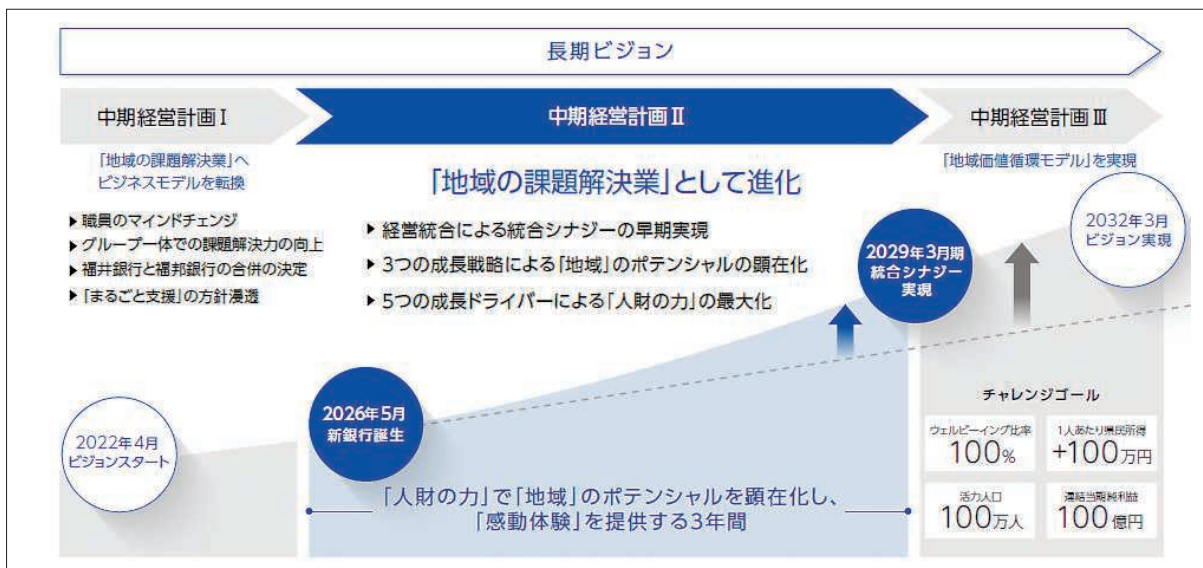 長期ビジョン
中期経営計画Ⅰ
「地域の課題解決業」へ
ビジネスモデルを転換
▶ 職員のマインドチェンジ
▶ グループ一体での課題解決力の向上
▶ 福井銀行と福邦銀行の合併の決定
▶ 「まるごと支援」の方針浸透
2022年4月
ビジョンスタート
中期経営計画Ⅱ
「地域の課題解決業」として進化
▶ 経営統合による統合シナジーの早期実現
▶ 3つの成長戦略による「地域」のポテンシャルの顕在化
▶ 5つの成長ドライバーによる「人財の力」の最大化
2026年5月
新銀行誕生
2029年3月期
統合シナジー
実現
「人財の力」で「地域」のポテンシャルを顕在化し、
「感動体験」を提供する3年間
中期経営計画Ⅲ
「地域価値循環モデル」を実現
2032年3月
ビジョン実現
チャレンジゴール
ウェルビーイング比率
100%
1人あたり県民所得
+100万円
活力人口
100万人
連結当期純利益
100億円